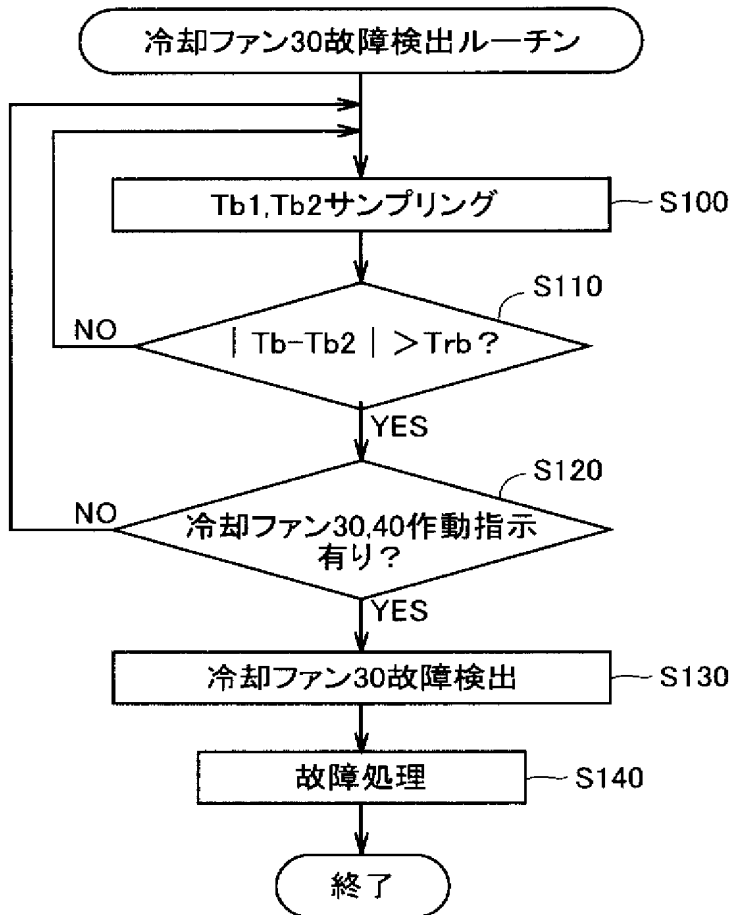 冷却ファン30故障検出ルーチン
Tb1,Tb2サンプリング
S100
S110
NO
| Tb-Tb2 | >Trb?
YES
S120
NO
冷却ファン30,40作動指示
有り?
YES
冷却ファン30故障検出
S130
故障処理
S140
終了